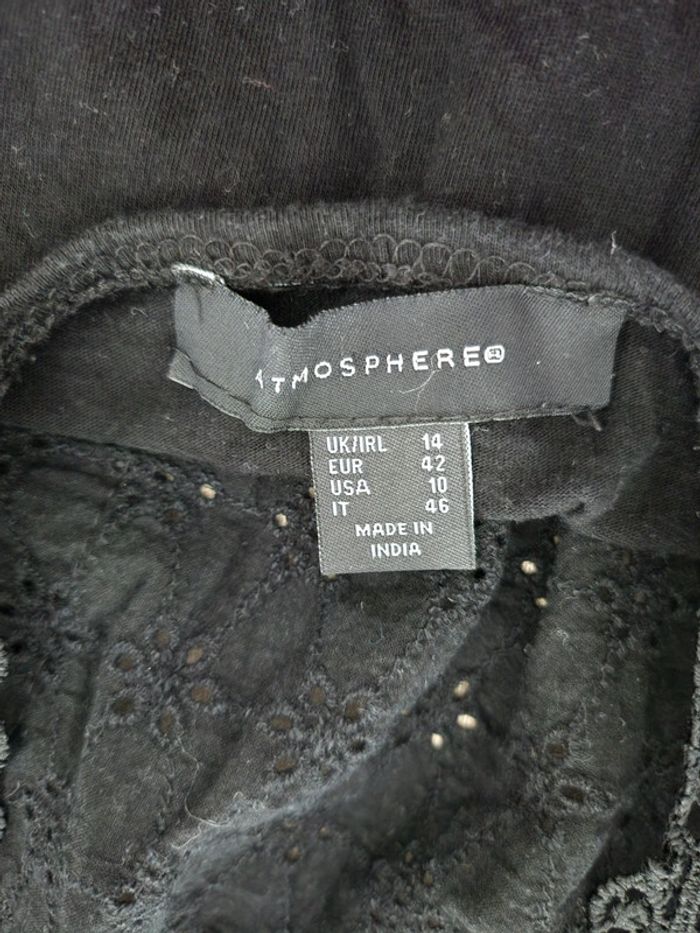 ATMOSPHERE
UK/IRL 14
EUR 42
USA 10
IT 46
MADE IN
INDIA